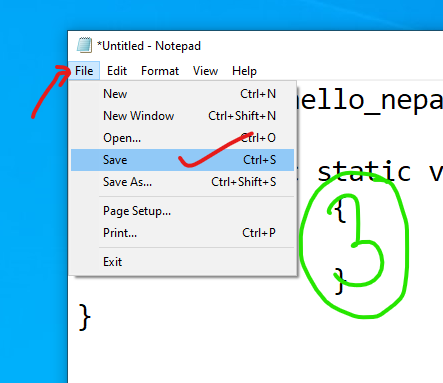 *Untitled - Notepad
File Edit Format View Help
New Ctrl+N
New Window Ctrl+Shift+N
Open... Ctrl+O
Save Ctrl+S
Save As... Ctrl+Shift+S
Page Setup...
Print... Ctrl+P
Exit
ello_nepa
static v
{
3
}
}